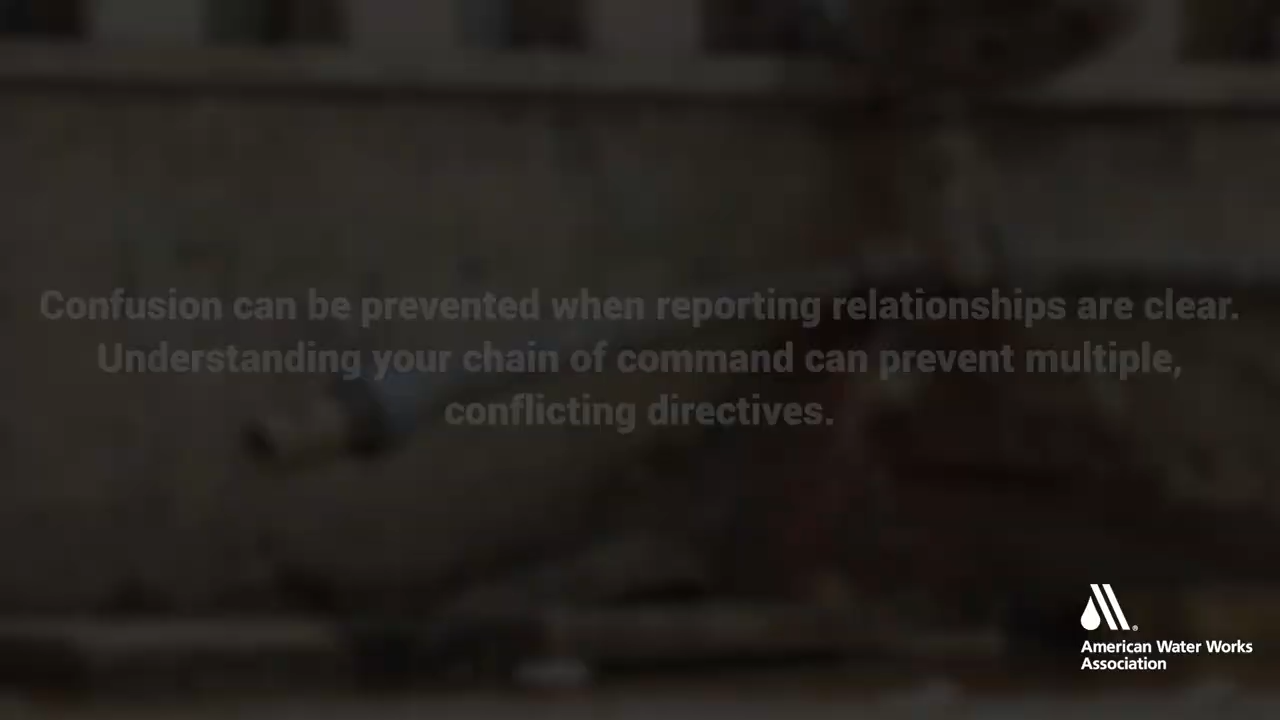 Confusion can be prevented when reporting relationships are clear.
Understanding your chain of command can prevent multiple,
conflicting directives.
American Water Works
Association